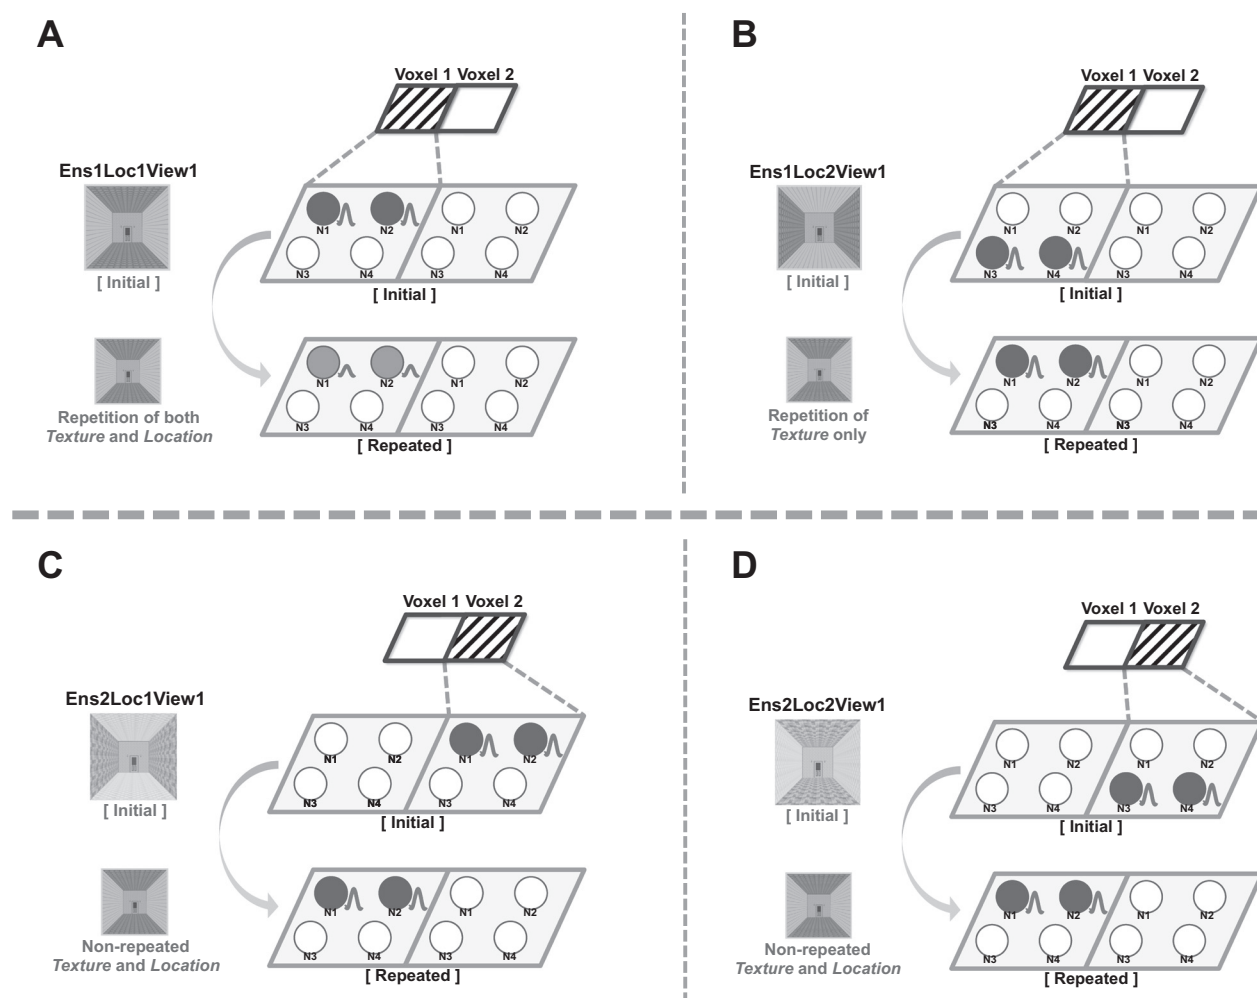 A
Voxel 1 Voxel 2
Ens1Loc1View1
[ Initial ]
N1 N2 N1 N2
N3 N4 N3 N4
[ Initial ]
N1 N2 N1 N2
N3 N4 N3 N4
Repetition of both
Texture and Location
[ Repeated ]
B
Voxel 1 Voxel 2
Ens1Loc2View1
[ Initial ]
N1 N2 N1 N2
N3 N4 N3 N4
[ Initial ]
N1 N2 N1 N2
N3 N4 N3 N4
Repetition of
Texture only
[ Repeated ]
C
Voxel 1 Voxel 2
Ens2Loc1View1
[ Initial ]
N1 N2 N1 N2
N3 N4 N3 N4
[ Initial ]
N1 N2 N1 N2
N3 N4 N3 N4
Non-repeated
Texture and Location
[ Repeated ]
D
Voxel 1 Voxel 2
Ens2Loc2View1
[ Initial ]
N1 N2 N1 N2
N3 N4 N3 N4
[ Initial ]
N1 N2 N1 N2
N3 N4 N3 N4
Non-repeated
Texture and Location
[ Repeated ]